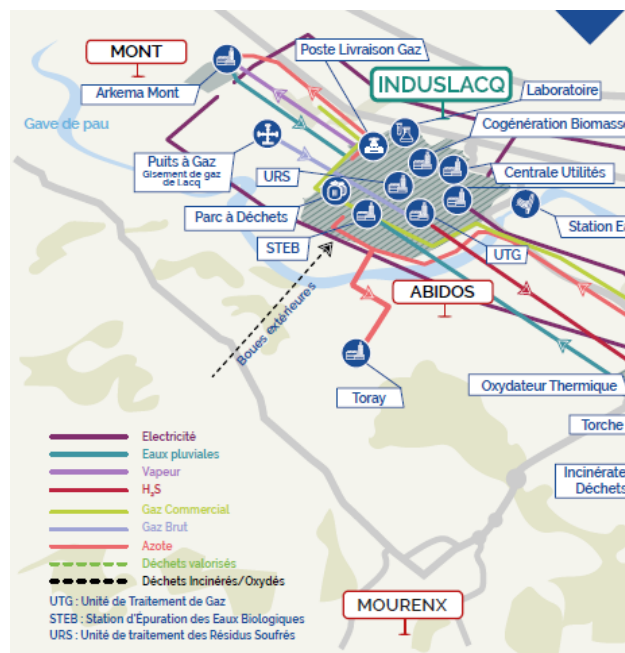 MONT
Poste Livraison Gaz
Arkema Mont
INDUSLACQ
Laboratoire
Gave de pau
Cogénération Biomasse
Puits à Gaz
Gisement de gaz
de Lacq
URS
Centrale Utilités
Parc à Déchets
Station Ea
STEB
UTG
ABIDOS
Boues extérieures
Toray
Oxydateur Thermique
Torche
Incinérate
Déchets
Electricité
Eaux pluviales
Vapeur
H₂S
Gaz Commercial
Gaz Brut
Azote
Déchets valorisés
Déchets Incinérés/Oxydés
UTG : Unité de Traitement de Gaz
STEB : Station d'Épuration des Eaux Biologiques
URS : Unité de traitement des Résidus Soufrés
MOURENX